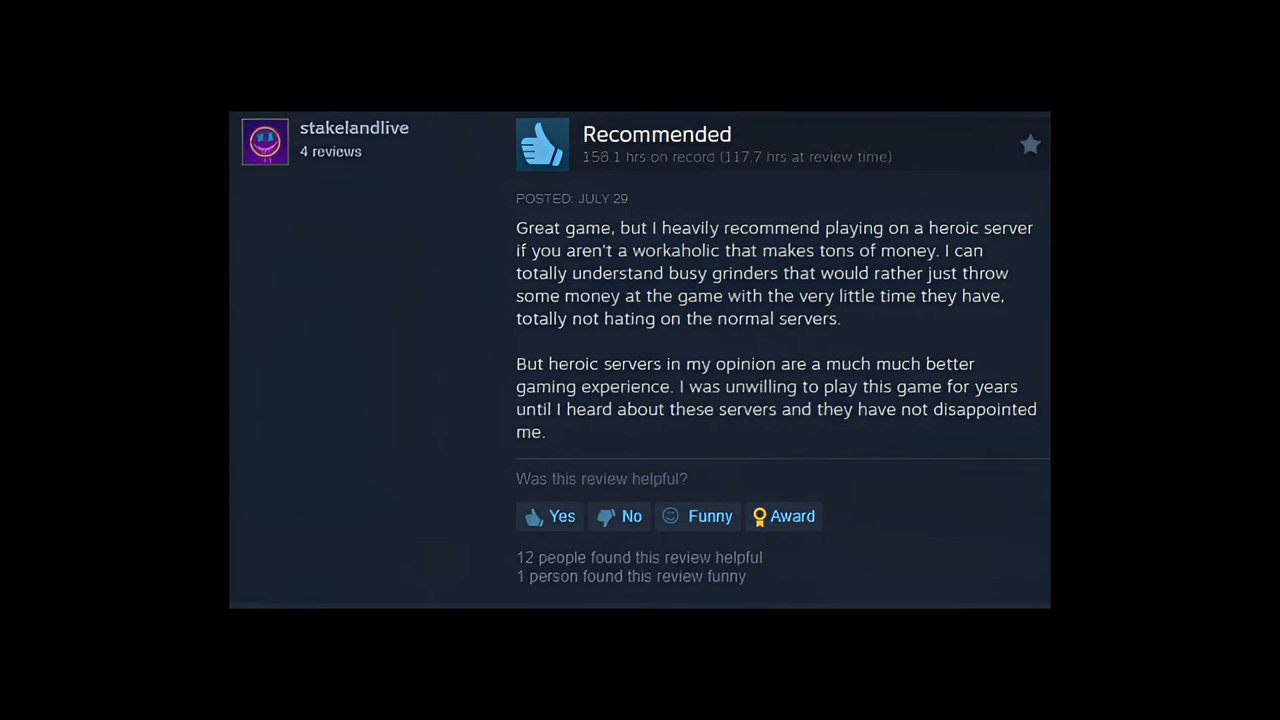 stakelandlive
4 reviews
Recommended
158.1 hrs on record (117.7 hrs at review time)
POSTED: JULY 29
Great game, but I heavily recommend playing on a heroic server
if you aren't a workaholic that makes tons of money. I can
totally understand busy grinders that would rather just throw
some money at the game with the very little time they have,
totally not hating on the normal servers.
But heroic servers in my opinion are a much much better
gaming experience. I was unwilling to play this game for years
until I heard about these servers and they have not disappointed
me.
Was this review helpful?
Yes No Funny Award
12 people found this review helpful
1 person found this review funny